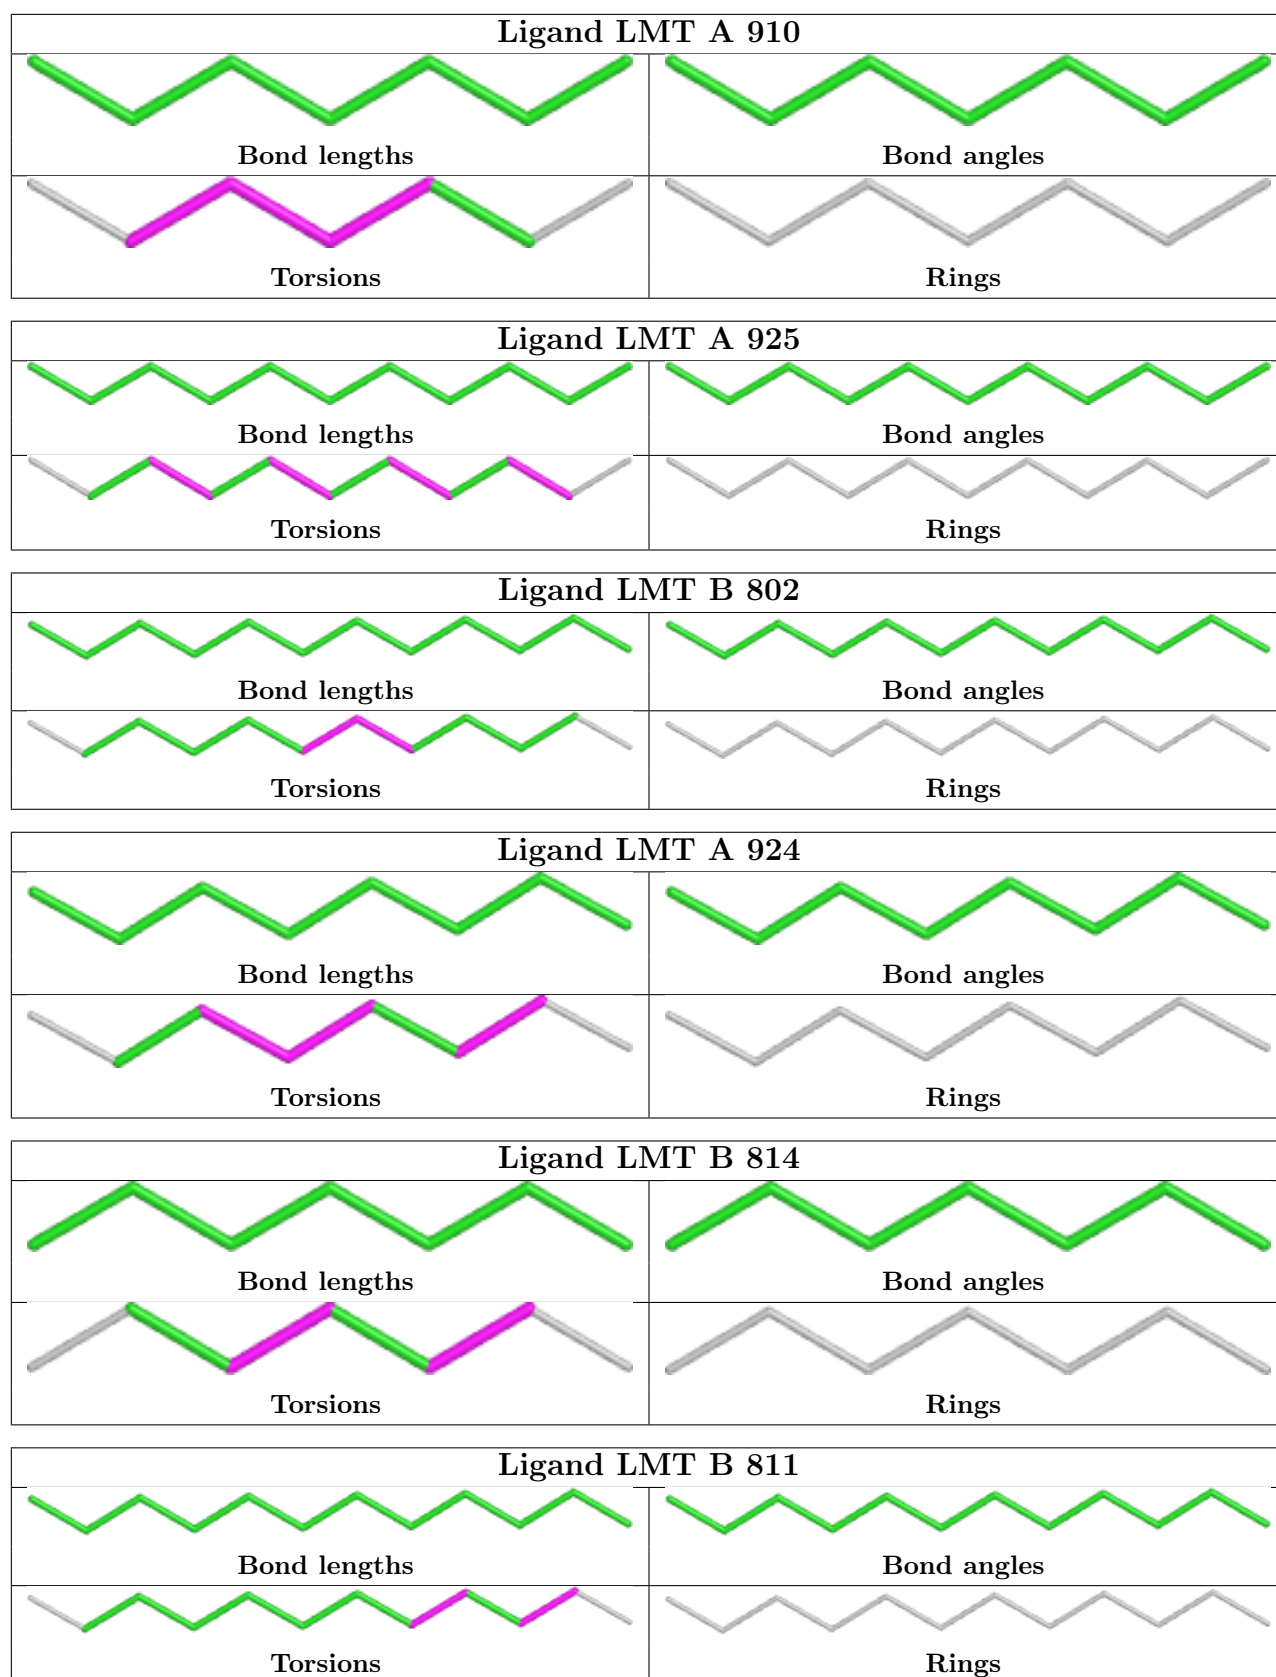 Ligand LMT A 910
Bond lengths Bond angles
Torsions Rings
Ligand LMT A 925
Bond lengths Bond angles
Torsions Rings
Ligand LMT B 802
Bond lengths Bond angles
Torsions Rings
Ligand LMT A 924
Bond lengths Bond angles
Torsions Rings
Ligand LMT B 814
Bond lengths Bond angles
Torsions Rings
Ligand LMT B 811
Bond lengths Bond angles
Torsions Rings